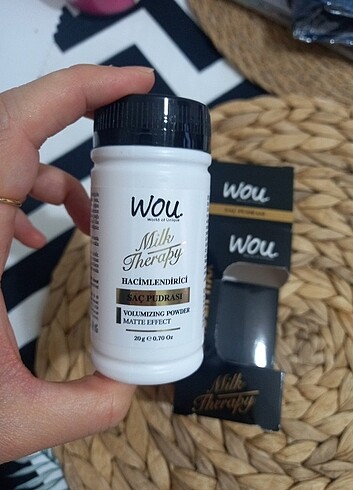 Wou.
World of Unique
Milk
Therapy
HACİMLENDİRİCİ
SAÇ PUDRASI
VOLUMIZING POWDER
MATTE EFFECT
20 g ℮ 0.70 Oz
Wou
SAÇ PUDRASI
Wou
Milk
Therapy